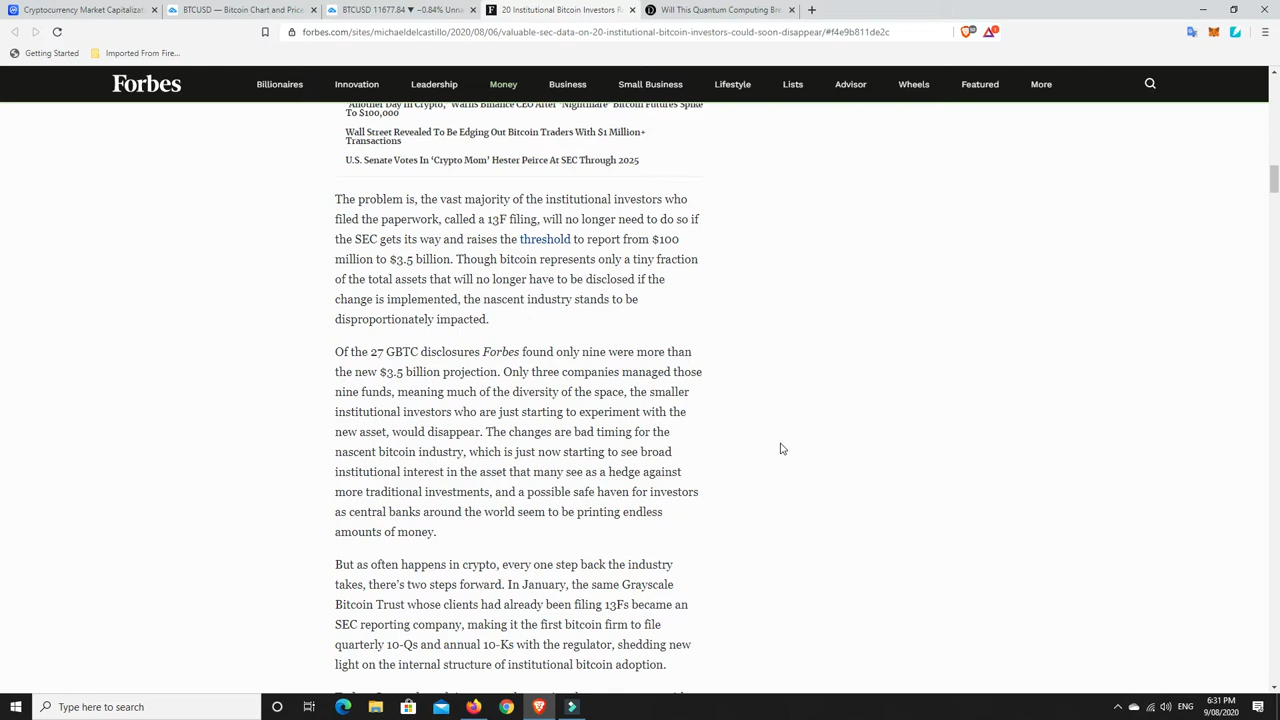 Cryptocurrency Market Capitalizat
BTCUSD — Bitcoin Chart and Price
BTCUSD 11677.84 ▼ −0.84% Unna
20 Institutional Bitcoin Investors R
Will This Quantum Computing Bre
forbes.com/sites/michaeldelcastillo/2020/08/06/valuable-sec-data-on-20-institutional-bitcoin-investors-could-soon-disappear/#f4e9b811de2c
Getting Started
Imported From Fire...
Forbes
Billionaires
Innovation
Leadership
Money
Business
Small Business
Lifestyle
Lists
Advisor
Wheels
Featured
More
'Another Day In Crypto,' Warns Binance CEO After 'Nightmare' Bitcoin Futures Spike
To $100,000
Wall Street Revealed To Be Edging Out Bitcoin Traders With $1 Million+
Transactions
U.S. Senate Votes In ‘Crypto Mom’ Hester Peirce At SEC Through 2025
The problem is, the vast majority of the institutional investors who
filed the paperwork, called a 13F filing, will no longer need to do so if
the SEC gets its way and raises the threshold to report from $100
million to $3.5 billion. Though bitcoin represents only a tiny fraction
of the total assets that will no longer have to be disclosed if the
change is implemented, the nascent industry stands to be
disproportionately impacted.
Of the 27 GBTC disclosures Forbes found only nine were more than
the new $3.5 billion projection. Only three companies managed those
nine funds, meaning much of the diversity of the space, the smaller
institutional investors who are just starting to experiment with the
new asset, would disappear. The changes are bad timing for the
nascent bitcoin industry, which is just now starting to see broad
institutional interest in the asset that many see as a hedge against
more traditional investments, and a possible safe haven for investors
as central banks around the world seem to be printing endless
amounts of money.
But as often happens in crypto, every one step back the industry
takes, there’s two steps forward. In January, the same Grayscale
Bitcoin Trust whose clients had already been filing 13Fs became an
SEC reporting company, making it the first bitcoin firm to file
quarterly 10-Qs and annual 10-Ks with the regulator, shedding new
light on the internal structure of institutional bitcoin adoption.
Type here to search
ENG
6:31 PM
9/08/2020